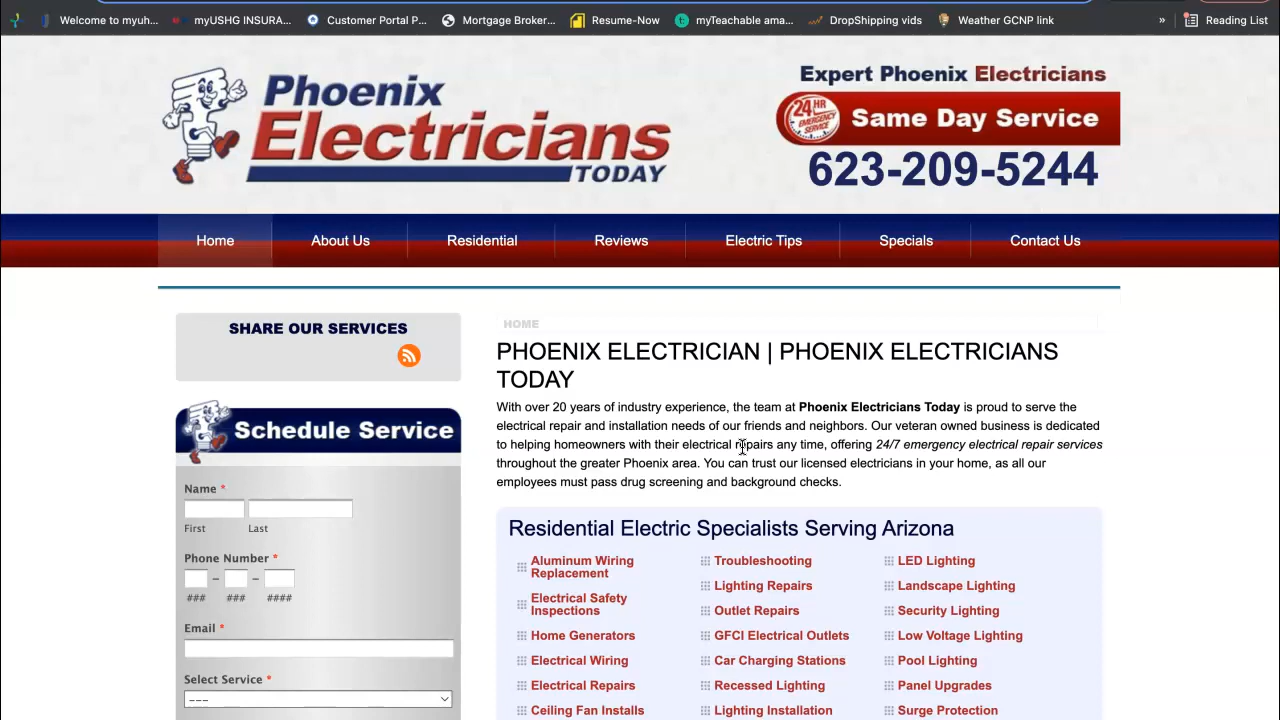 Welcome to myuh...
myUSHG INSURA...
Customer Portal P...
Mortgage Broker...
Resume-Now
myTeachable ama...
DropShipping vids
Weather GCNP link
»
Reading List
Phoenix
Electricians
TODAY
Expert Phoenix Electricians
24 HR
EMERGENCY
SERVICE
Same Day Service
623-209-5244
Home
About Us
Residential
Reviews
Electric Tips
Specials
Contact Us
SHARE OUR SERVICES
Schedule Service
Name *
First
Last
Phone Number *
– –
### ### ####
Email *
Select Service *
---
HOME
PHOENIX ELECTRICIAN | PHOENIX ELECTRICIANS
TODAY
With over 20 years of industry experience, the team at Phoenix Electricians Today is proud to serve the
electrical repair and installation needs of our friends and neighbors. Our veteran owned business is dedicated
to helping homeowners with their electrical repairs any time, offering 24/7 emergency electrical repair services
throughout the greater Phoenix area. You can trust our licensed electricians in your home, as all our
employees must pass drug screening and background checks.
Residential Electric Specialists Serving Arizona
Aluminum Wiring
Replacement
Electrical Safety
Inspections
Home Generators
Electrical Wiring
Electrical Repairs
Ceiling Fan Installs
Troubleshooting
Lighting Repairs
Outlet Repairs
GFCI Electrical Outlets
Car Charging Stations
Recessed Lighting
Lighting Installation
LED Lighting
Landscape Lighting
Security Lighting
Low Voltage Lighting
Pool Lighting
Panel Upgrades
Surge Protection